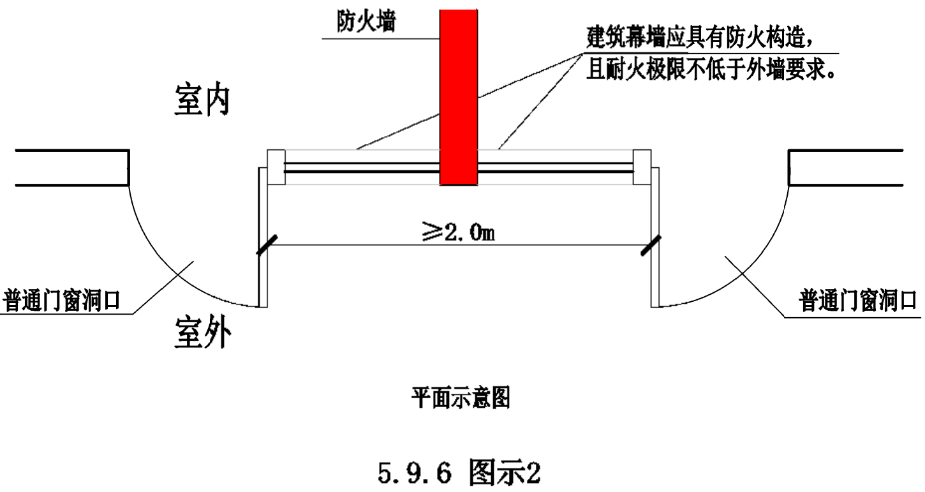 防火墙
建筑幕墙应具有防火构造，
且耐火极限不低于外墙要求。
室内
≥2.0m
普通门窗洞口
普通门窗洞口
室外
平面示意图
5.9.6 图示2